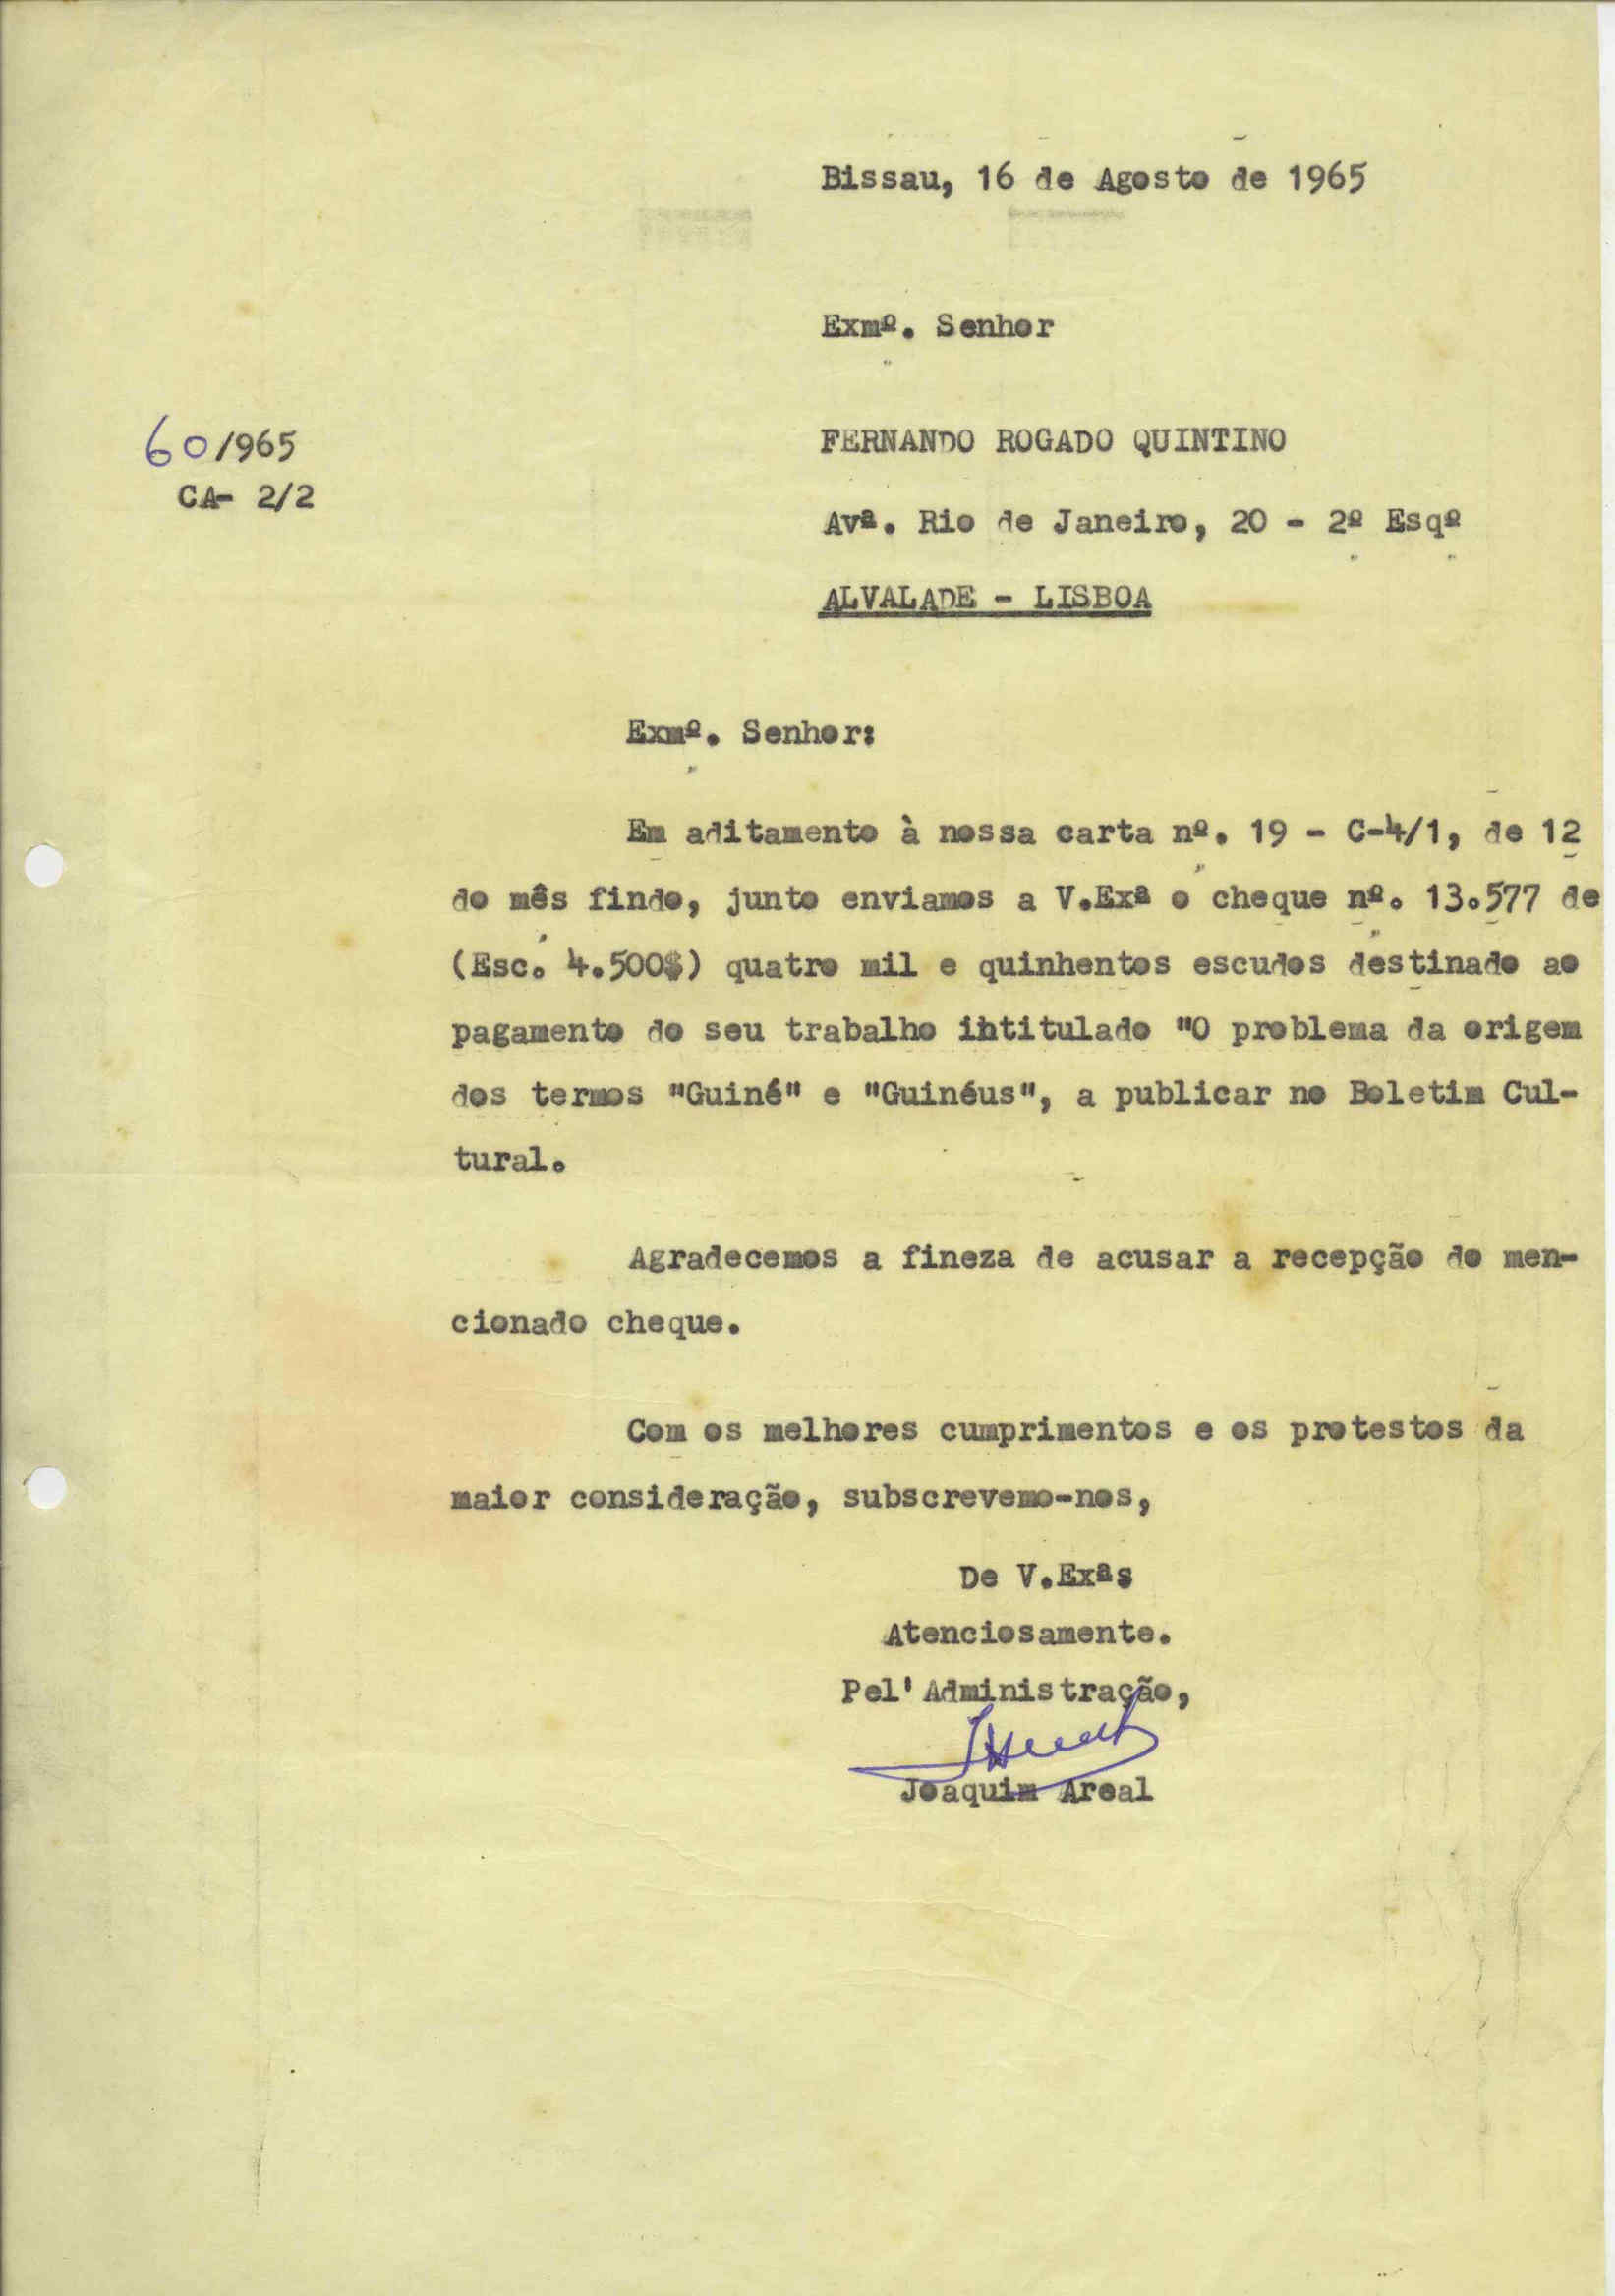 Bissau, 16 de Agosto de 1965
Exmº. Senhor
60/965
CA- 2/2
FERNANDO ROGADO QUINTINO
Avª. Rio de Janeiro, 20 - 2º Esqº
ALVALADE - LISBOA
Exmº. Senhor:
Em aditamento à nossa carta nº. 19 - C-4/1, de 12
do mês findo, junto enviamos a V.Exª o cheque nº. 13.577 de
(Esc. 4.500$) quatro mil e quinhentos escudos destinado ao
pagamento do seu trabalho intitulado "O problema da origem
dos termos "Guiné" e "Guinéus", a publicar no Boletim Cul-
tural.
Agradecemos a fineza de acusar a recepção do men-
cionado cheque.
Com os melhores cumprimentos e os protestos da
maior consideração, subscrevemo-nos,
De V.Exªs
Atenciosamente.
Pel' Administração,
Joaquim Areal